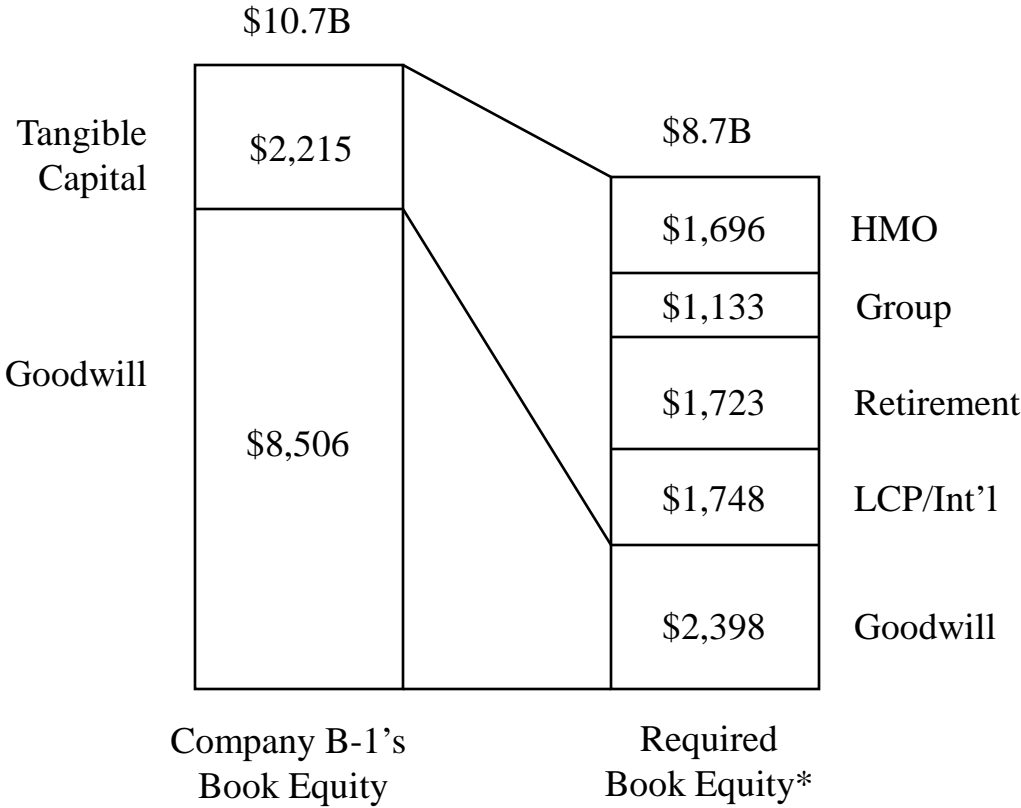 $10.7B
Tangible
Capital
$2,215
Goodwill
$8,506
Company B-1’s
Book Equity
$8.7B
$1,696
HMO
$1,133
Group
$1,723
Retirement
$1,748
LCP/Int’l
$2,398
Goodwill
Required
Book Equity*